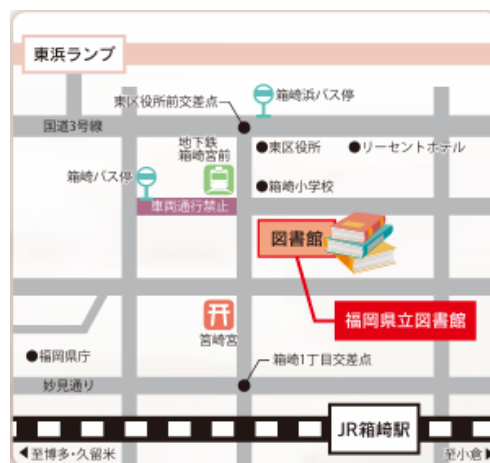 東浜ランプ
箱崎浜バス停
東区役所前交差点
国道3号線
地下鉄
箱崎宮前
●東区役所
●リーセントホテル
箱崎バス停
●箱崎小学校
車両通行禁止
図書館
福岡県立図書館
筥崎宮
●福岡県庁
箱崎1丁目交差点
妙見通り
JR箱崎駅
◀至博多・久留米
至小倉▶